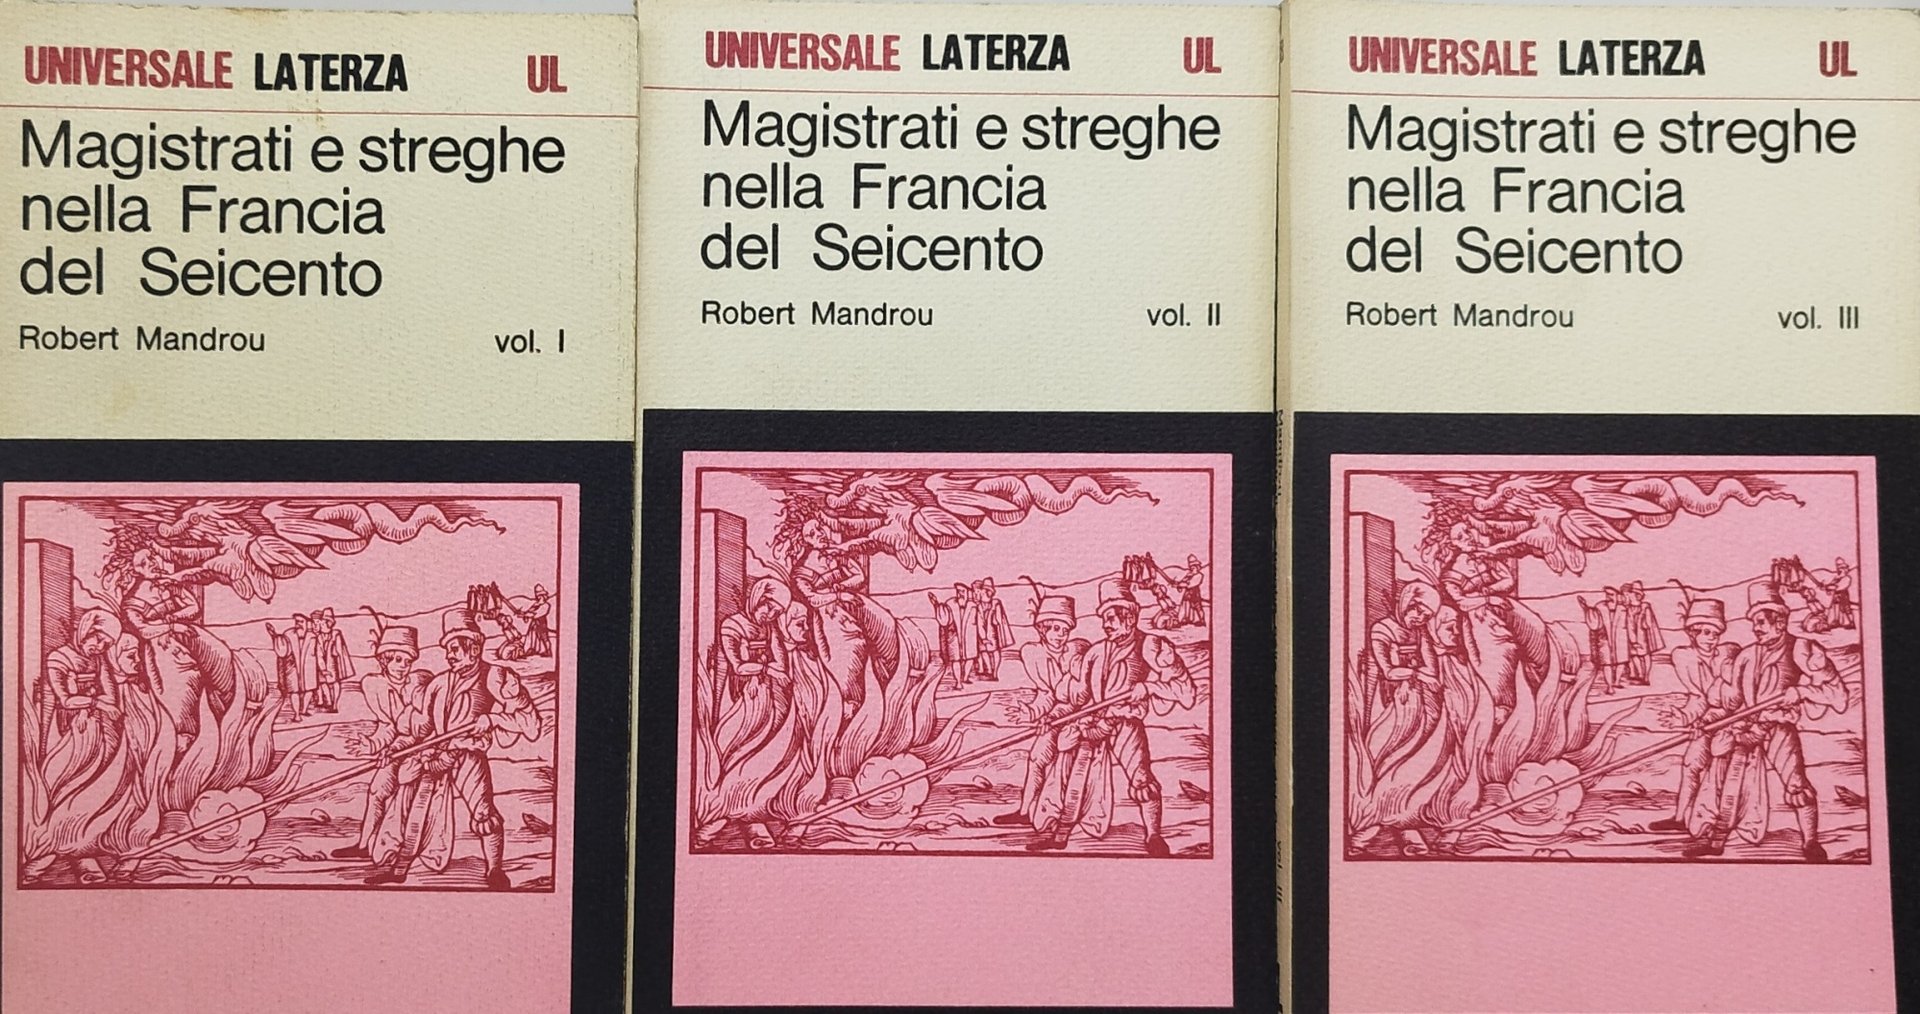 UNIVERSALE LATERZA UL
Magistrati e streghe
nella Francia
del Seicento
Robert Mandrou vol. I
UNIVERSALE LATERZA UL
Magistrati e streghe
nella Francia
del Seicento
Robert Mandrou vol. II
UNIVERSALE LATERZA UL
Magistrati e streghe
nella Francia
del Seicento
Robert Mandrou vol. III
vol. III